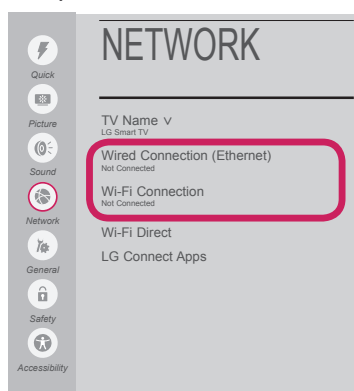 NETWORK
Quick
Picture
Sound
Network
General
Safety
Accessibility
TV Name ∨
LG Smart TV
Wired Connection (Ethernet)
Not Connected
Wi-Fi Connection
Not Connected
Wi-Fi Direct
LG Connect Apps